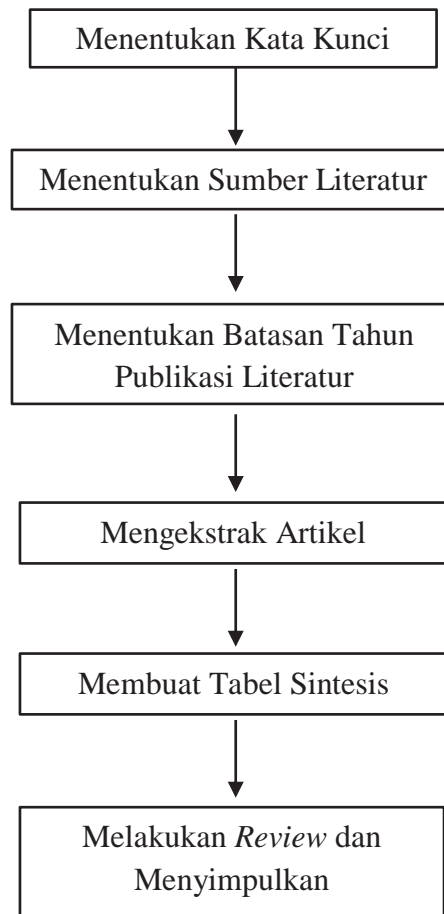 Menentukan Kata Kunci
Menentukan Sumber Literatur
Menentukan Batasan Tahun
Publikasi Literatur
Mengekstrak Artikel
Membuat Tabel Sintesis
Melakukan Review dan
Menyimpulkan